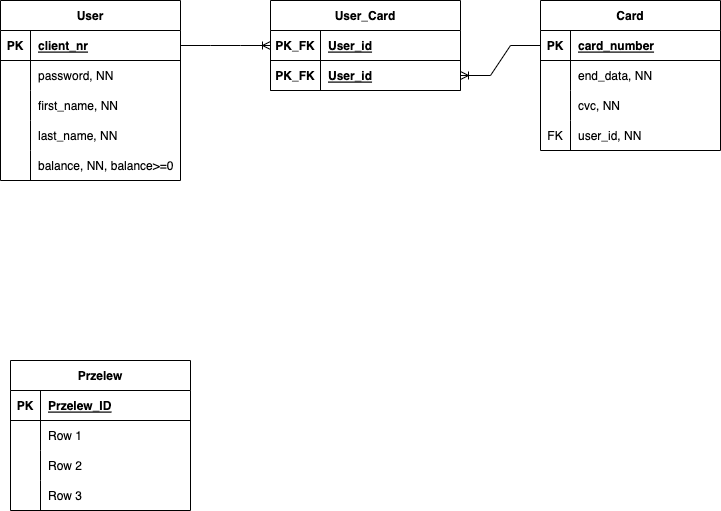 User
PK client_nr
password, NN
first_name, NN
last_name, NN
balance, NN, balance>=0
User_Card
PK_FK User_id
PK_FK User_id
Card
PK card_number
end_data, NN
cvc, NN
FK user_id, NN
Przelew
PK Przelew_ID
Row 1
Row 2
Row 3